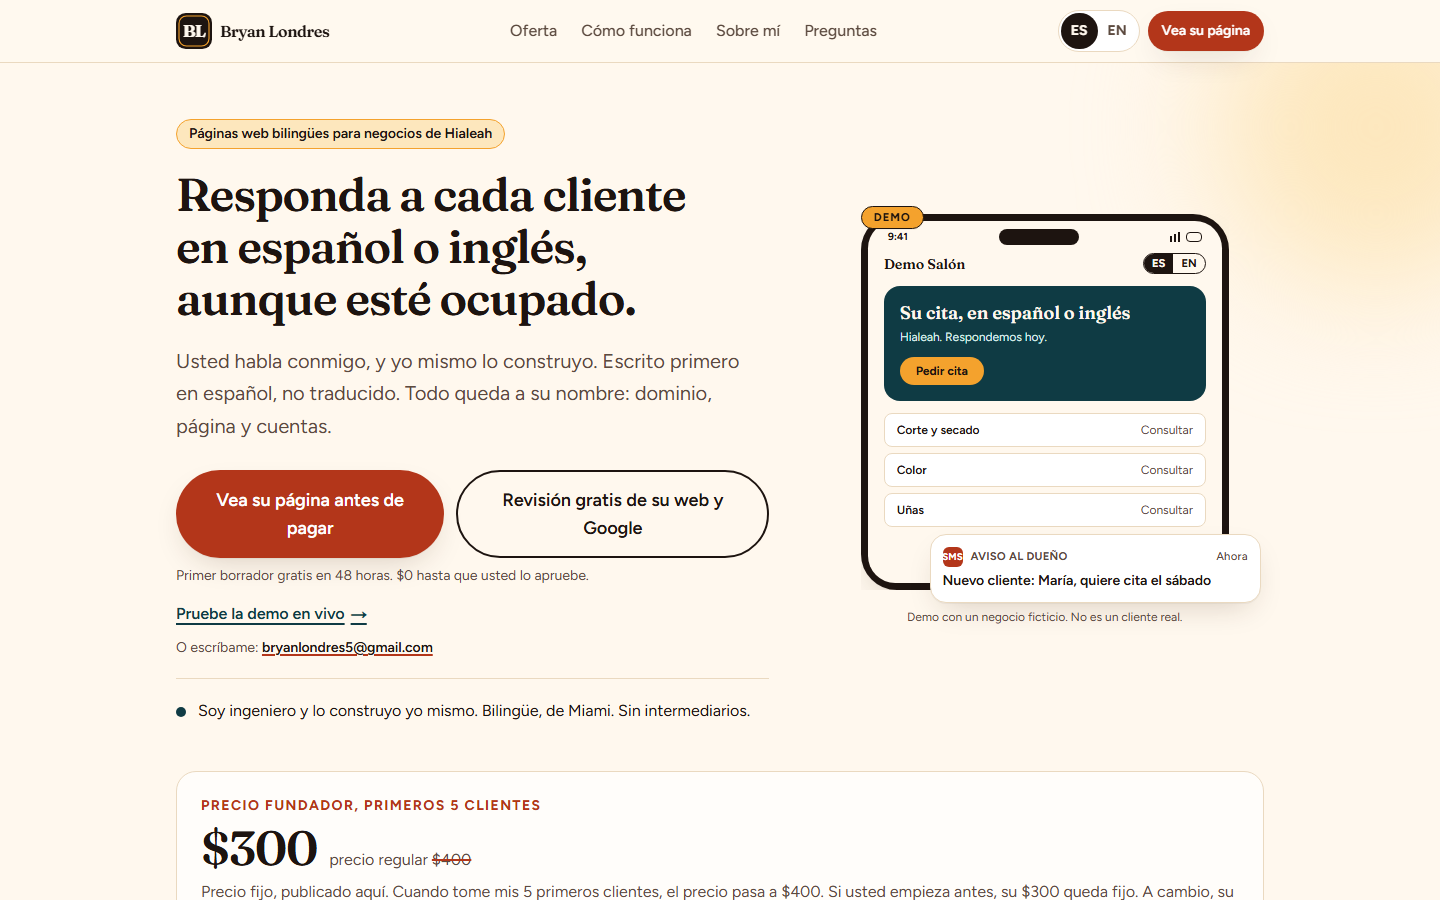 BL Bryan Londres
Oferta Cómo funciona Sobre mí Preguntas
ES EN
Vea su página
Páginas web bilingües para negocios de Hialeah
Responda a cada cliente
en español o inglés,
aunque esté ocupado.
Usted habla conmigo, y yo mismo lo construyo. Escrito primero
en español, no traducido. Todo queda a su nombre: dominio,
página y cuentas.
Vea su página antes de
pagar
Revisión gratis de su web y
Google
Primer borrador gratis en 48 horas. $0 hasta que usted lo apruebe.
Pruebe la demo en vivo →
O escríbame: bryanlondres5@gmail.com
Soy ingeniero y lo construyo yo mismo. Bilingüe, de Miami. Sin intermediarios.
DEMO
9:41
Demo Salón
ES EN
Su cita, en español o inglés
Hialeah. Respondemos hoy.
Pedir cita
Corte y secado Consultar
Color Consultar
Uñas Consultar
SMS AVISO AL DUEÑO Ahora
Nuevo cliente: María, quiere cita el sábado
Demo con un negocio ficticio. No es un cliente real.
PRECIO FUNDADOR, PRIMEROS 5 CLIENTES
$300 precio regular $400
Precio fijo, publicado aquí. Cuando tome mis 5 primeros clientes, el precio pasa a $400. Si usted empieza antes, su $300 queda fijo. A cambio, su